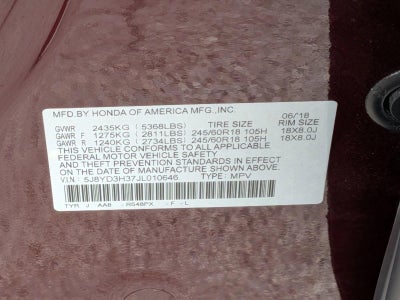 MFD.BY HONDA OF AMERICA MFG.,INC. 06/18
GVWR 2435KG (5368LBS) TIRE SIZE RIM SIZE
GAWR F 1275KG (2811LBS) 245/60R18 105H 18X8.0J
GAWR R 1240KG (2734LBS) 245/60R18 105H 18X8.0J
THIS VEHICLE CONFORMS TO ALL APPLICABLE
FEDERAL MOTOR VEHICLE SAFETY
AND THEFT PREVENTION STANDARDS IN EFFECT
ON THE DATE OF MANUFACTURE SHOWN ABOVE.
V.I.N.: 5J8YD3H37JL010646 TYPE: MPV
TYR: J AA8 R548PX F - L